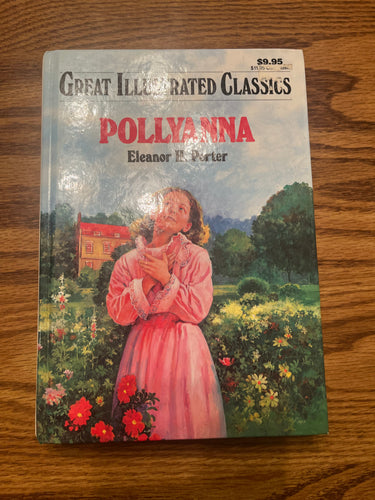 $9.95
GREAT ILLUSTRATED CLASSICS
POLLYANNA
Eleanor H. Porter